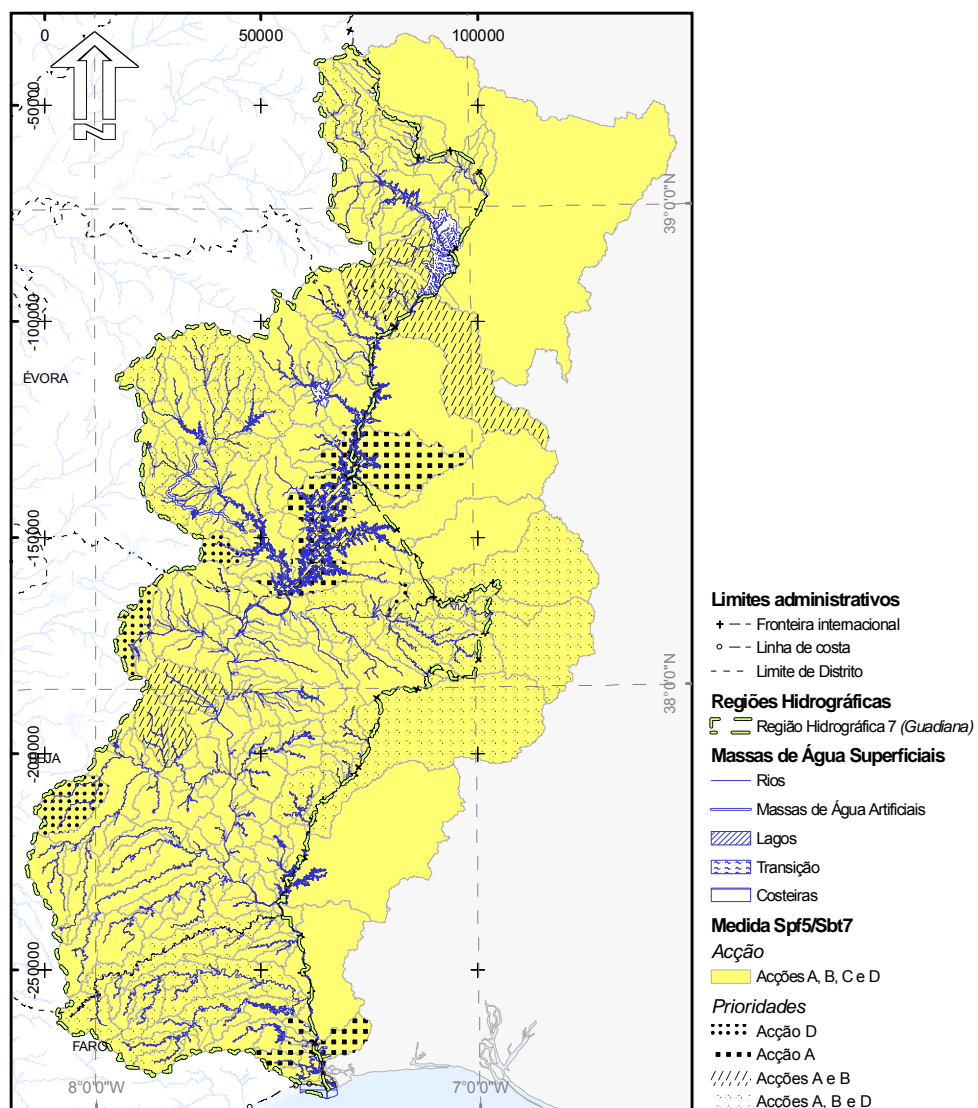 0 50000 100000
-50000
39°0'0"N
-100000
ÉVORA
-150000
38°0'0"N
-200000
-250000
FARO
8°0'0"W 7°0'0"W
Limites administrativos
Fronteira internacional
Linha de costa
Limite de Distrito
Regiões Hidrográficas
Região Hidrográfica 7 (Guadiana)
Massas de Água Superficiais
Rios
Massas de Água Artificiais
Lagos
Transição
Costeiras
Medida Spf5/Sbt7
Acção
Acções A, B, C e D
Prioridades
Acção D
Acção A
Acções A e B
Acções A, B e D